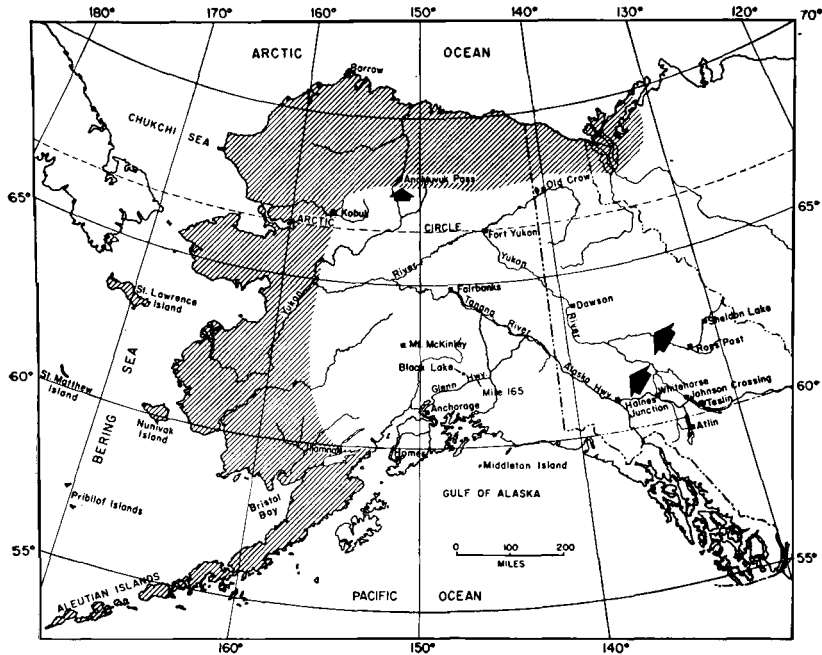 180° 170° 160° 150° 140° 130° 120° 70°
ARCTIC OCEAN
Barrow
CHUKCHI SEA
Anaktuvuk Pass
Old Crow
65°
65°
Kobuk
ARCTIC CIRCLE
Fort Yukon
Yukon
River
Yukon
River
Fairbanks
Dawson
St. Lawrence
Island
Tanana
River
Sheldon Lake
Mt. McKinley
Ross Post
Black Lake
Alaska Hwy.
60°
60°
St. Matthew
Island
Glenn Hwy
Mile 165
Whitehorse
Haines
Junction
Johnson Crossing
Teslin
Anchorage
Nunivak
Island
Atlin
BERING SEA
Homer
Middleton Island
Pribilof Islands
Bristol
Bay
GULF OF ALASKA
55°
55°
0 100 200
MILES
ALEUTIAN ISLANDS
PACIFIC OCEAN
160° 150° 140°